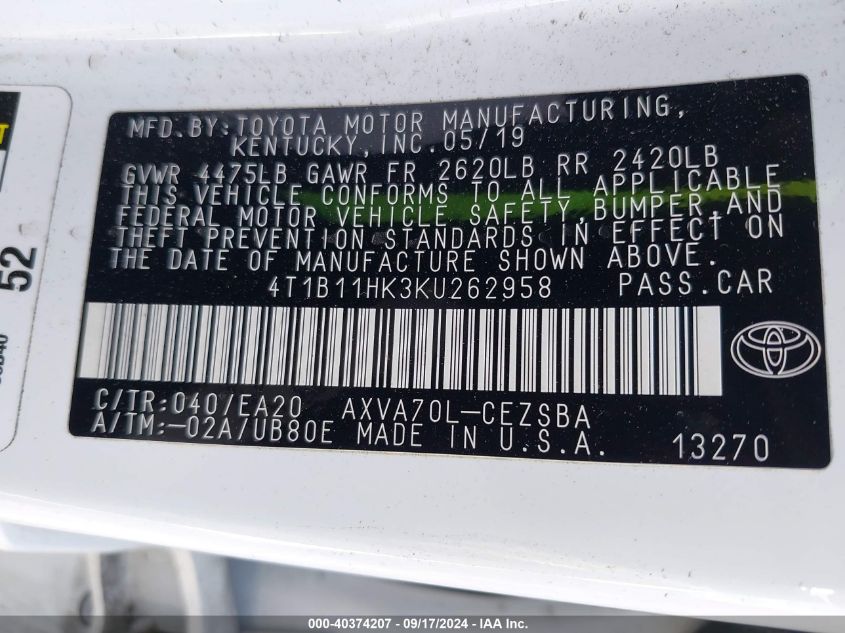 MFD. BY: TOYOTA MOTOR MANUFACTURING,
KENTUCKY, INC. 05/19
GVWR 4475LB GAWR FR 2620LB RR 2420LB
THIS VEHICLE CONFORMS TO ALL APPLICABLE
FEDERAL MOTOR VEHICLE SAFETY, BUMPER, AND
THEFT PREVENTION STANDARDS IN EFFECT ON
THE DATE OF MANUFACTURE SHOWN ABOVE.
4T1B11HK3KU262958 PASS.CAR
C/TR: 040/EA20 AXVA70L-CEZSBA
A/TM:-02A/UB80E MADE IN U.S.A. 13270
52
000-40374207 - 09/17/2024 - IAA Inc.